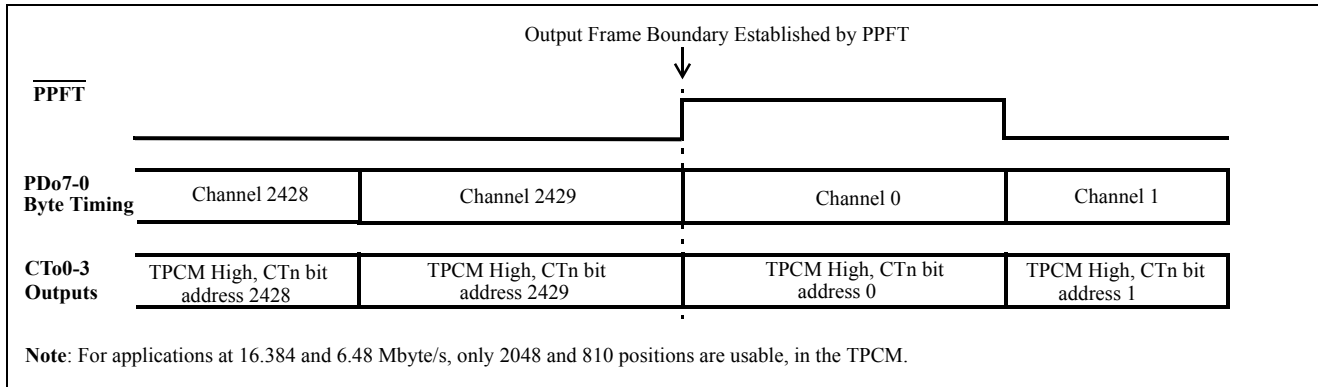 Output Frame Boundary Established by PPFT
PPFT
PDo7-0
Byte Timing
Channel 2428
Channel 2429
Channel 0
Channel 1
CTo0-3
Outputs
TPCM High, CTn bit
address 2428
TPCM High, CTn bit
address 2429
TPCM High, CTn bit
address 0
TPCM High, CTn bit
address 1
Note: For applications at 16.384 and 6.48 Mbyte/s, only 2048 and 810 positions are usable, in the TPCM.